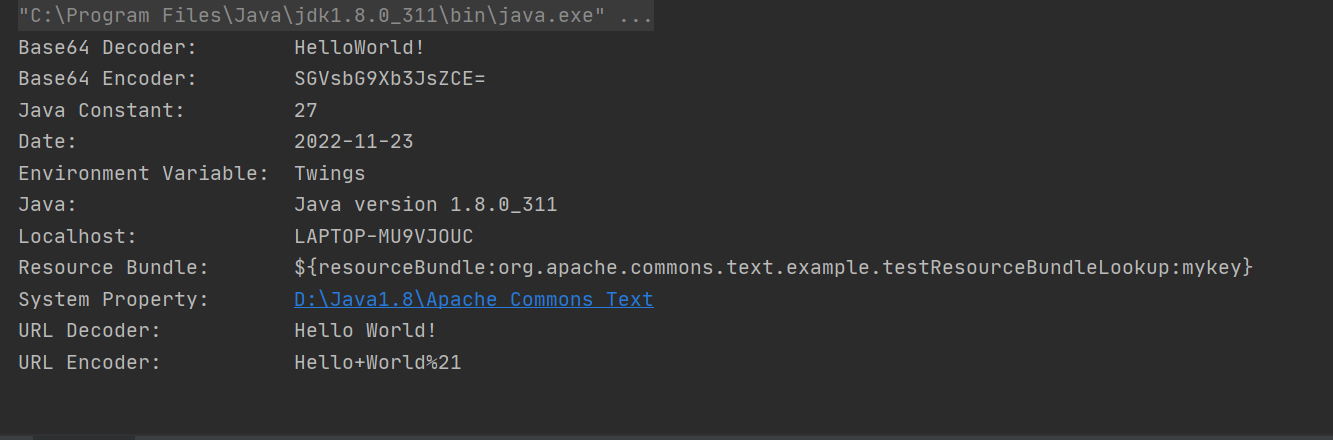 "C:\Program Files\Java\jdk1.8.0_311\bin\java.exe" ...
Base64 Decoder:        HelloWorld!
Base64 Encoder:        SGVsbG9Xb3JsZCE=
Java Constant:         27
Date:                  2022-11-23
Environment Variable:  Twings
Java:                  Java version 1.8.0_311
Localhost:             LAPTOP-MU9VJOUC
Resource Bundle:       ${resourceBundle:org.apache.commons.text.example.testResourceBundleLookup:mykey}
System Property:       D:\Java1.8\Apache Commons Text
URL Decoder:           Hello World!
URL Encoder:           Hello+World%21